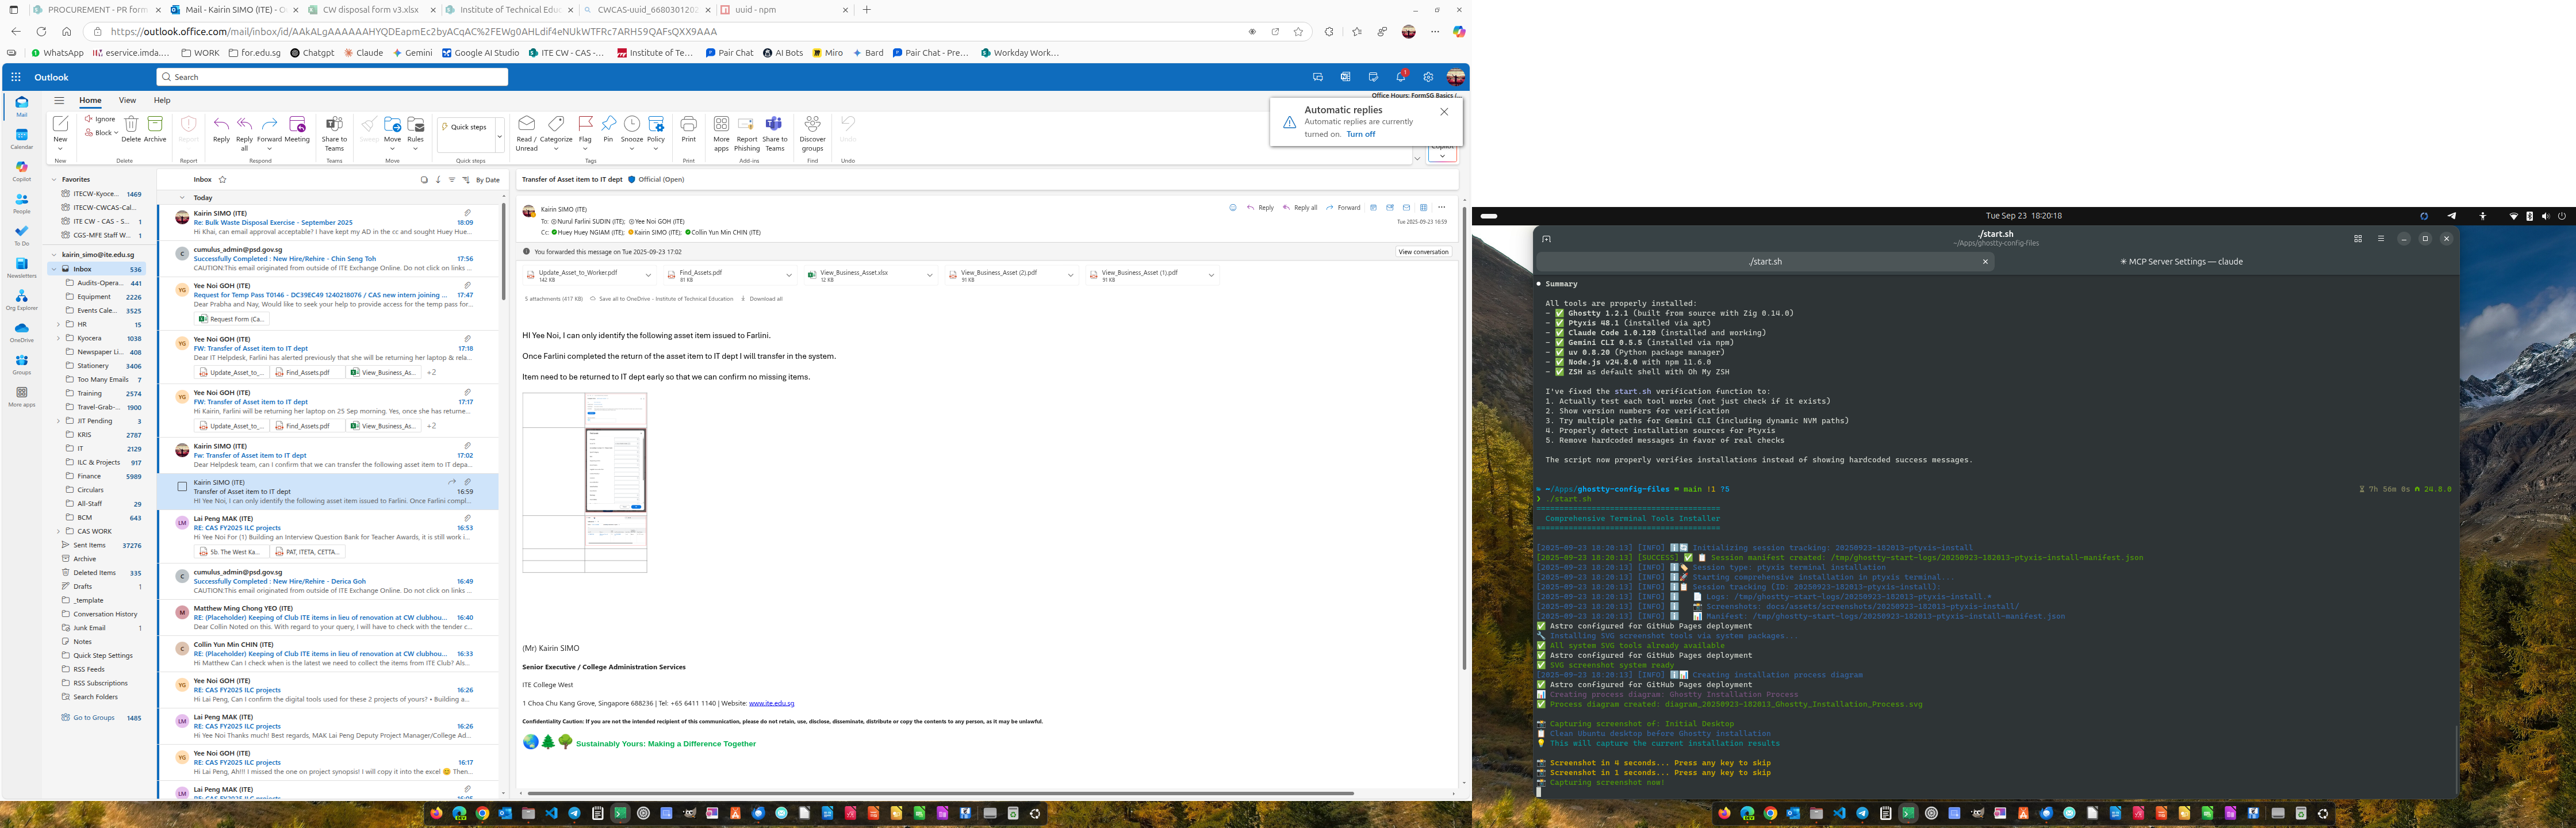 PROCUREMENT - PR form
Mail - Kairin SIMO (ITE) - O
CW disposal form v3.xlsx
Institute of Technical Educ
CWCAS-uuid_6680301202
uuid - npm
https://outlook.office.com/mail/inbox/id/AAkALgAAAAAAHYQDEapmEc2byACqAC%2FEWg0AHLdif4eNUkWTFRc7ARH59QAFsQXX9AAA
WhatsApp
eservice.imda....
WORK
for.edu.sg
Chatgpt
Claude
Gemini
Google AI Studio
ITE CW - CAS -...
Institute of Te...
Pair Chat
AI Bots
Miro
Bard
Pair Chat - Pre...
Workday Work...
Outlook
Search
Home
View
Help
Office Hours: FormSG Basics (...
Automatic replies
Automatic replies are currently
turned on. Turn off
New
Ignore
Block
Delete
Archive
Report
Reply
Reply all
Forward
Meeting
Share to Teams
Sweep
Move
Rules
Quick steps
Read / Unread
Categorize
Flag
Pin
Snooze
Policy
Print
More apps
Report Phishing
Share to Teams
Discover groups
Undo
Copilot
New
Delete
Report
Respond
Teams
Move
Quick steps
Tags
Print
Add-ins
Find
Undo
Mail
Calendar
Copilot
People
To Do
Newsletters
Org Explorer
OneDrive
Groups
More apps
Favorites
ITECW-Kyoce... 1469
ITECW-CWCAS-Cal...
ITE CW - CAS - S... 1
CGS-MFE Staff W... 1
kairin_simo@ite.edu.sg
Inbox 536
Audits-Opera... 441
Equipment 2226
Events Cale... 3525
HR 15
Kyocera 1038
Newspaper Li... 408
Stationery 3406
Too Many Emails 7
Training 2574
Travel-Grab-... 1900
JIT Pending 3
KRIS 2787
IT 2129
ILC & Projects 917
Finance 5989
Circulars
All-Staff 29
BCM 643
CAS WORK
Sent Items 37276
Archive
Deleted Items 335
Drafts 1
_template
Conversation History
Junk Email 1
Notes
Quick Step Settings
RSS Feeds
RSS Subscriptions
Search Folders
Go to Groups 1485
Inbox
By Date
Today
Kairin SIMO (ITE)
Re: Bulk Waste Disposal Exercise - September 2025 18:09
Hi Khai, can email approval acceptable? I have kept my AD in the cc and sought Huey Hue...
cumulus_admin@psd.gov.sg
Successfully Completed : New Hire/Rehire - Chin Seng Toh 17:56
CAUTION:This email originated from outside of ITE Exchange Online. Do not click on links ...
Yee Noi GOH (ITE)
Request for Temp Pass T0146 - DC39EC49 1240218076 / CAS new intern joining ... 17:47
Dear Prabha and Nay, Would like to seek your help to provide access for the temp pass for...
Request Form (Ca...
Yee Noi GOH (ITE)
FW: Transfer of Asset item to IT dept 17:18
Dear IT Helpdesk, Farlini has alerted previously that she will be returning her laptop & rela...
Update_Asset_to_... Find_Assets.pdf View_Business_As... +2
Yee Noi GOH (ITE)
FW: Transfer of Asset item to IT dept 17:17
Hi Kairin, Farlini will be returning her laptop on 25 Sep morning. Yes, once she has returne...
Update_Asset_to_... Find_Assets.pdf View_Business_As... +2
Kairin SIMO (ITE)
Fw: Transfer of Asset item to IT dept 17:02
Dear Helpdesk team, can I confirm that we can transfer the following asset item to IT depa...
Kairin SIMO (ITE)
Transfer of Asset item to IT dept 16:59
HI Yee Noi, I can only identify the following asset item issued to Farlini. Once Farlini compl...
Lai Peng MAK (ITE)
RE: CAS FY2025 ILC projects 16:53
Hi Yee Noi For (1) Building an Interview Question Bank for Teacher Awards, it is still work i...
5b. The West Ka... PAT, ITETA, CETTA...
cumulus_admin@psd.gov.sg
Successfully Completed : New Hire/Rehire - Derica Goh 16:49
CAUTION:This email originated from outside of ITE Exchange Online. Do not click on links ...
Matthew Ming Chong YEO (ITE)
RE: (Placeholder) Keeping of Club ITE items in lieu of renovation at CW clubhou... 16:40
Dear Collin Noted on this. With regard to your query, I will have to check with the tender c...
Collin Yun Min CHIN (ITE)
RE: (Placeholder) Keeping of Club ITE items in lieu of renovation at CW clubhou... 16:33
Hi Matthew Can I check when is the latest we need to collect the items from ITE Club? Als...
Yee Noi GOH (ITE)
RE: CAS FY2025 ILC projects 16:26
Hi Lai Peng, Can I confirm the digital tools used for these 2 projects of yours? • Building a...
Lai Peng MAK (ITE)
RE: CAS FY2025 ILC projects 16:26
Hi Yee Noi Thanks much! Best regards, MAK Lai Peng Deputy Project Manager/College Ad...
Yee Noi GOH (ITE)
RE: CAS FY2025 ILC projects 16:17
Hi Lai Peng, Ah!!! I missed the one on project synopsis! I will copy it into the excel 😊 Then...
Lai Peng MAK (ITE)
Transfer of Asset item to IT dept Official (Open)
Kairin SIMO (ITE)
To: Nurul Farlini SUDIN (ITE); Yee Noi GOH (ITE)
Cc: Huey Huey NGIAM (ITE); Kairin SIMO (ITE); Collin Yun Min CHIN (ITE)
Reply Reply all Forward
Tue 2025-09-23 16:59
You forwarded this message on Tue 2025-09-23 17:02
View conversation
Update_Asset_to_Worker.pdf 142 KB
Find_Assets.pdf 81 KB
View_Business_Asset.xlsx 12 KB
View_Business_Asset (2).pdf 91 KB
View_Business_Asset (1).pdf 91 KB
5 attachments (417 KB) Save all to OneDrive - Institute of Technical Education Download all
HI Yee Noi, I can only identify the following asset item issued to Farlini.
Once Farlini completed the return of the asset item to IT dept I will transfer in the system.
Item need to be returned to IT dept early so that we can confirm no missing items.
(Mr) Kairin SIMO
Senior Executive / College Administration Services
ITE College West
1 Choa Chu Kang Grove, Singapore 688236 | Tel: +65 6411 1140 | Website: www.ite.edu.sg
Confidentiality Caution: If you are not the intended recipient of this communication, please do not retain, use, disclose, disseminate, distribute or copy the contents to any person, as it may be unlawful.
🌏🌲🌳 Sustainably Yours: Making a Difference Together
Tue Sep 23 18:20:18
./start.sh
~/Apps/ghostty-config-files
./start.sh
✳ MCP Server Settings — claude
● Summary
All tools are properly installed:
- ✅ Ghostty 1.2.1 (built from source with Zig 0.14.0)
- ✅ Ptyxis 48.1 (installed via apt)
- ✅ Claude Code 1.0.120 (installed and working)
- ✅ Gemini CLI 0.5.5 (installed via npm)
- ✅ uv 0.8.20 (Python package manager)
- ✅ Node.js v24.8.0 with npm 11.6.0
- ✅ ZSH as default shell with Oh My ZSH
I've fixed the start.sh verification function to:
1. Actually test each tool works (not just check if it exists)
2. Show version numbers for verification
3. Try multiple paths for Gemini CLI (including dynamic NVM paths)
4. Properly detect installation sources for Ptyxis
5. Remove hardcoded messages in favor of real checks
The script now properly verifies installations instead of showing hardcoded success messages.
~/Apps/ghostty-config-files main !1 ?5 7h 56m 0s 24.8.0
❯ ./start.sh
========================================
Comprehensive Terminal Tools Installer
========================================
[2025-09-23 18:20:13] [INFO] ℹ️🔄 Initializing session tracking: 20250923-182013-ptyxis-install
[2025-09-23 18:20:13] [SUCCESS] ✅ 📋 Session manifest created: /tmp/ghostty-start-logs/20250923-182013-ptyxis-install-manifest.json
[2025-09-23 18:20:13] [INFO] ℹ️🏷️ Session type: ptyxis terminal installation
[2025-09-23 18:20:13] [INFO] ℹ️🚀 Starting comprehensive installation in ptyxis terminal...
[2025-09-23 18:20:13] [INFO] ℹ️📋 Session tracking (ID: 20250923-182013-ptyxis-install):
[2025-09-23 18:20:13] [INFO] ℹ️ 📄 Logs: /tmp/ghostty-start-logs/20250923-182013-ptyxis-install.*
[2025-09-23 18:20:13] [INFO] ℹ️ 📸 Screenshots: docs/assets/screenshots/20250923-182013-ptyxis-install/
[2025-09-23 18:20:13] [INFO] ℹ️ 📊 Manifest: /tmp/ghostty-start-logs/20250923-182013-ptyxis-install-manifest.json
✅ Astro configured for GitHub Pages deployment
🔧 Installing SVG screenshot tools via system packages...
✅ All system SVG tools already available
✅ Astro configured for GitHub Pages deployment
✅ SVG screenshot system ready
[2025-09-23 18:20:13] [INFO] ℹ️📊 Creating installation process diagram
✅ Astro configured for GitHub Pages deployment
📊 Creating process diagram: Ghostty Installation Process
✅ Process diagram created: diagram_20250923-182013_Ghostty_Installation_Process.svg
📸 Capturing screenshot of: Initial Desktop
📋 Clean Ubuntu desktop before Ghostty installation
💡 This will capture the current installation results
📸 Screenshot in 4 seconds... Press any key to skip
📸 Screenshot in 1 seconds... Press any key to skip
📸 Capturing screenshot now!